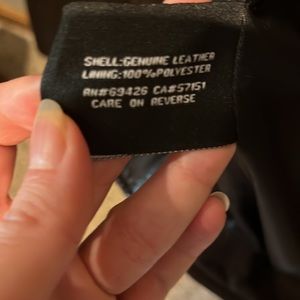 SHELL:GENUINE LEATHER
LINING:100%POLYESTER
RN#69426 CA#57151
CARE ON REVERSE